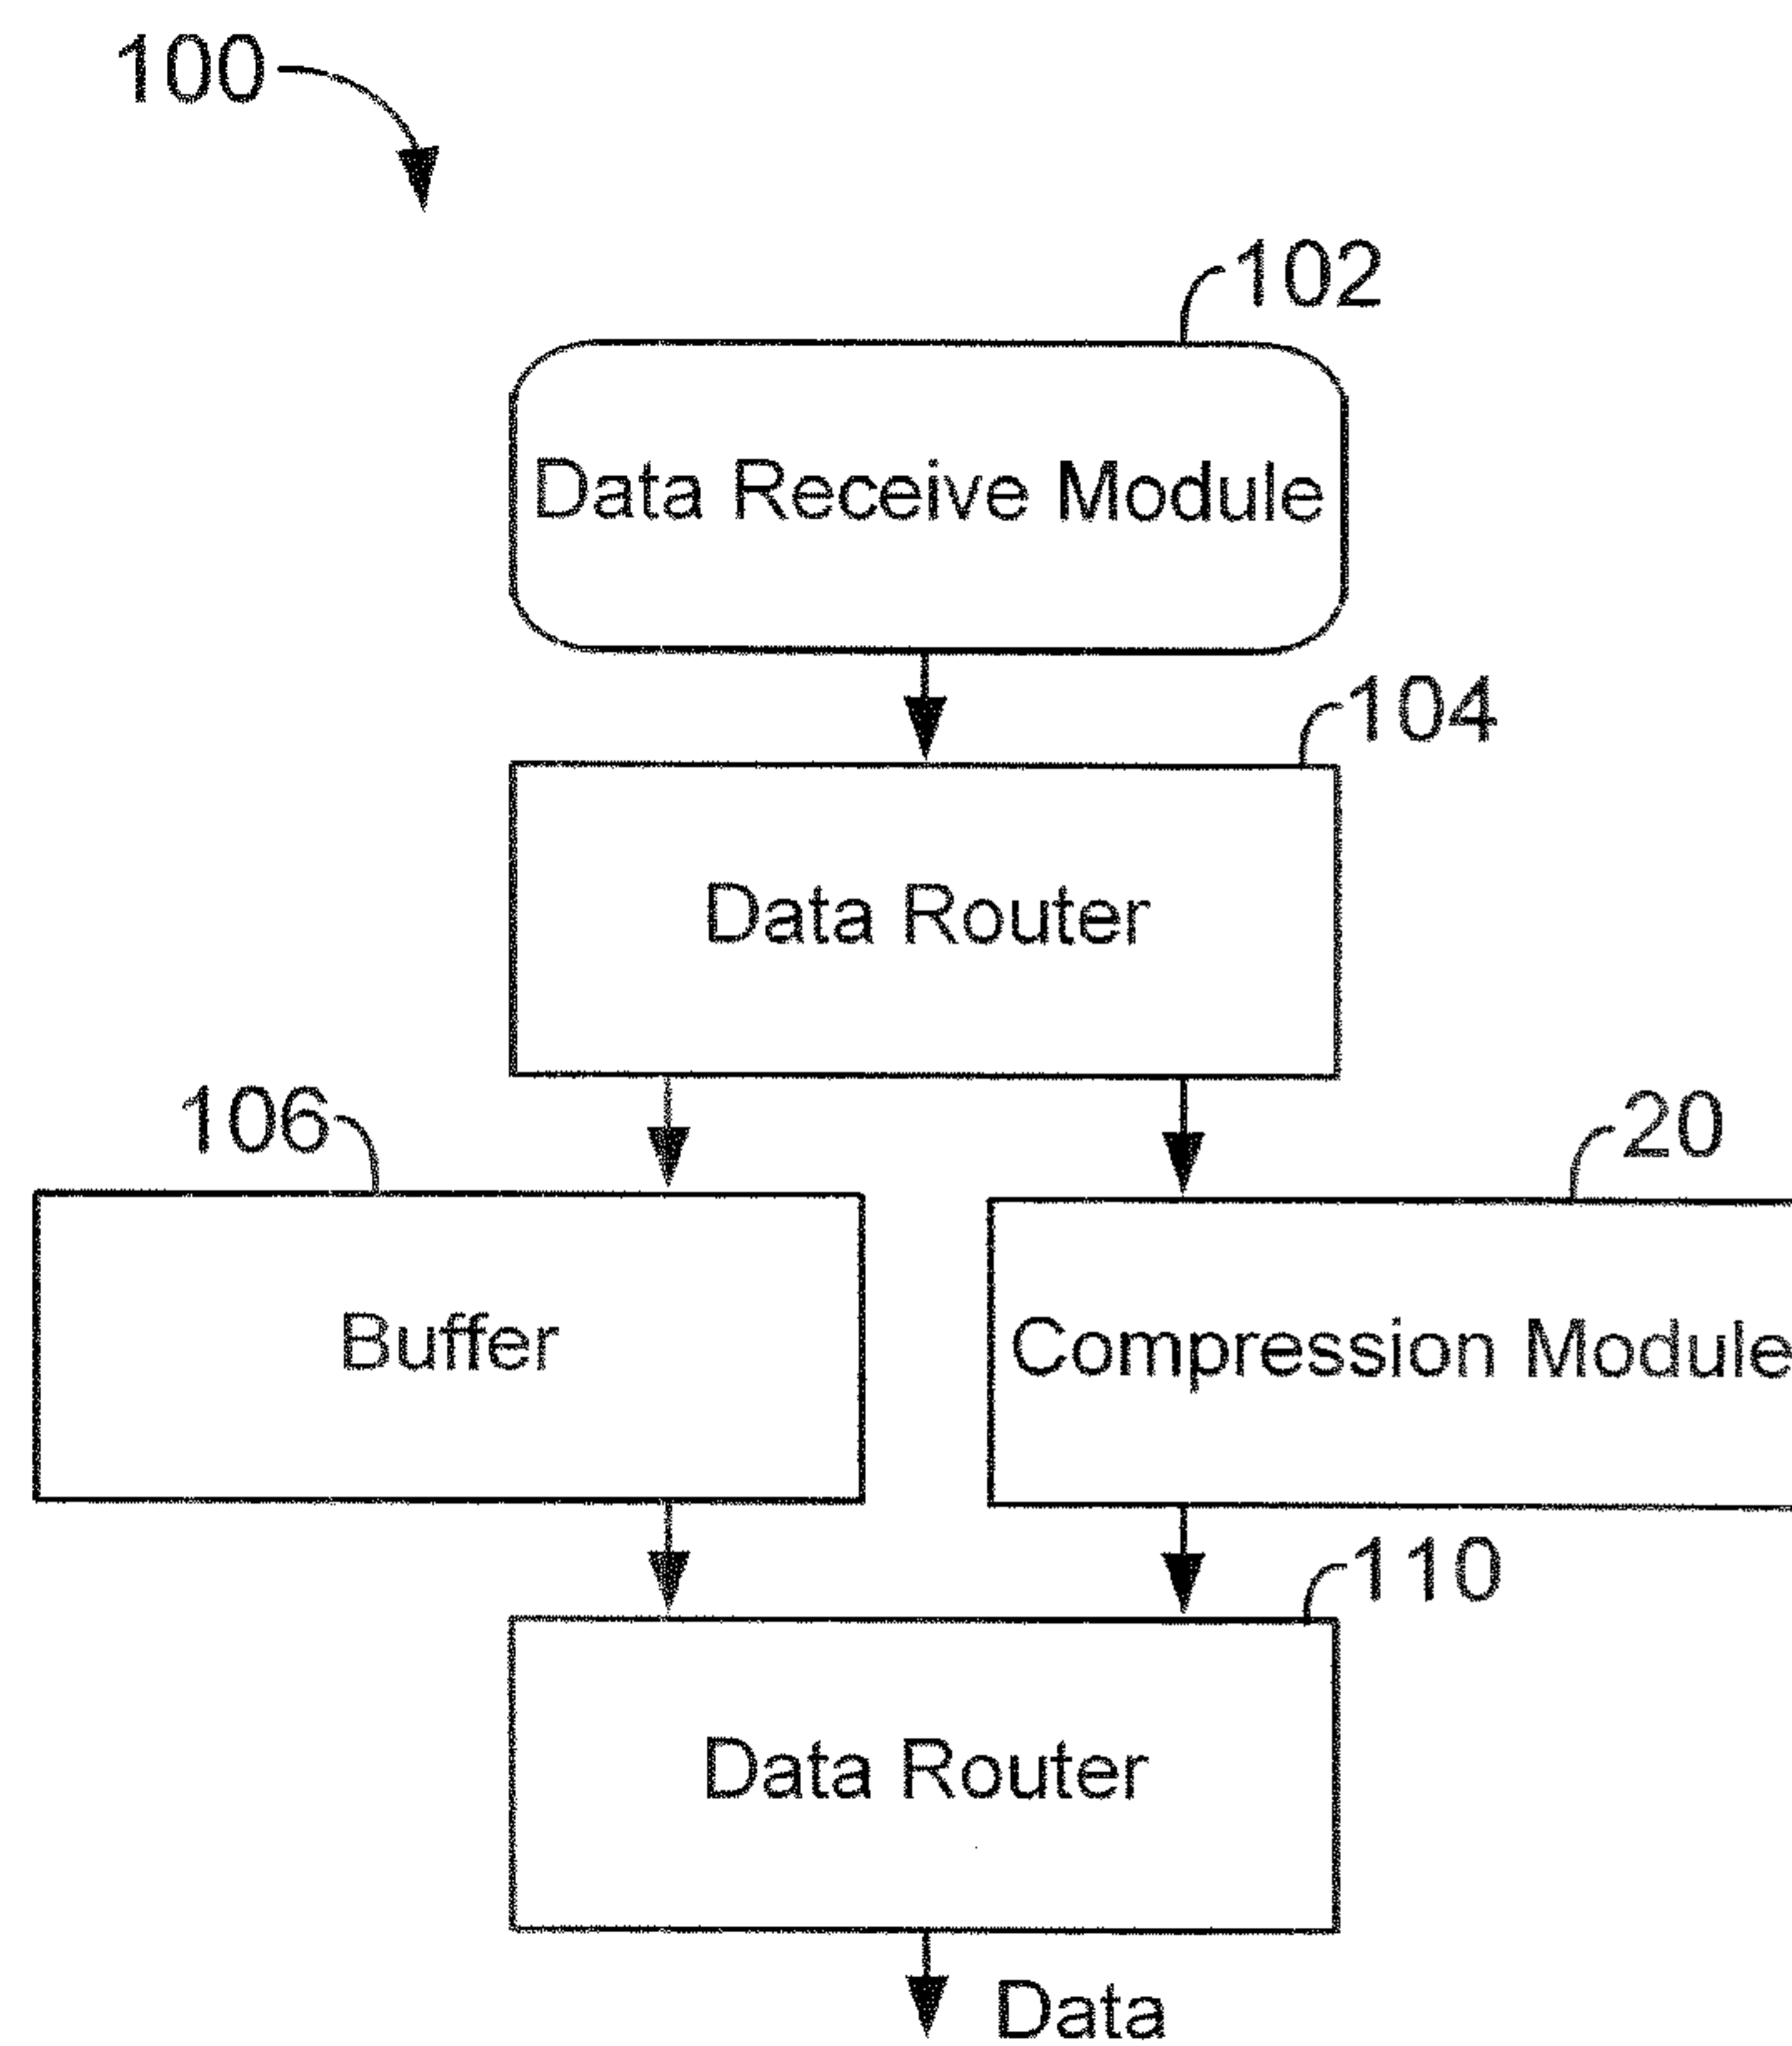 100
102
Data Receive Module
104
Data Router
106
20
Buffer
Compression Module
110
Data Router
Data